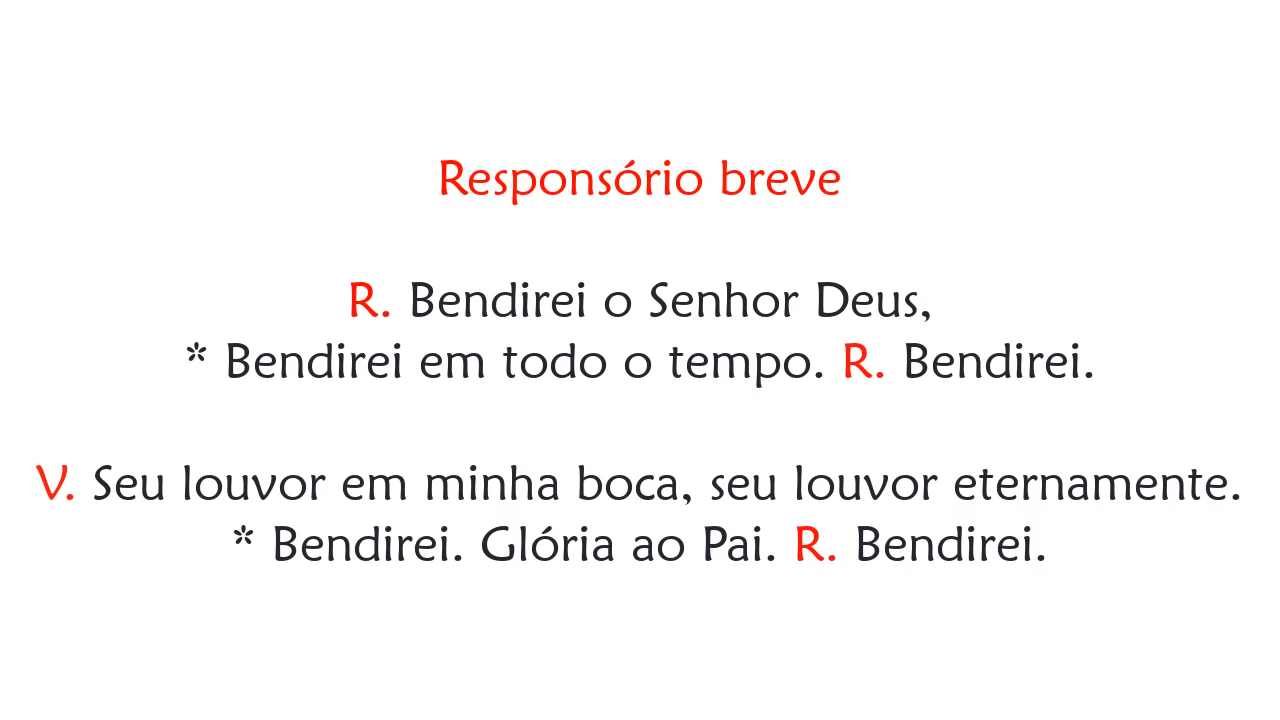 Responsório breve
R. Bendirei o Senhor Deus,
* Bendirei em todo o tempo. R. Bendirei.
V. Seu louvor em minha boca, seu louvor eternamente.
* Bendirei. Glória ao Pai. R. Bendirei.